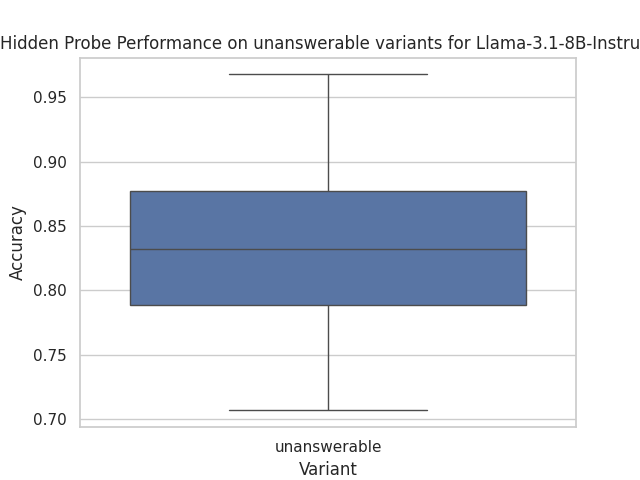 Hidden Probe Performance on unanswerable variants for Llama-3.1-8B-Instru
0.95
0.90
0.85
0.80
0.75
0.70
Accuracy
unanswerable
Variant